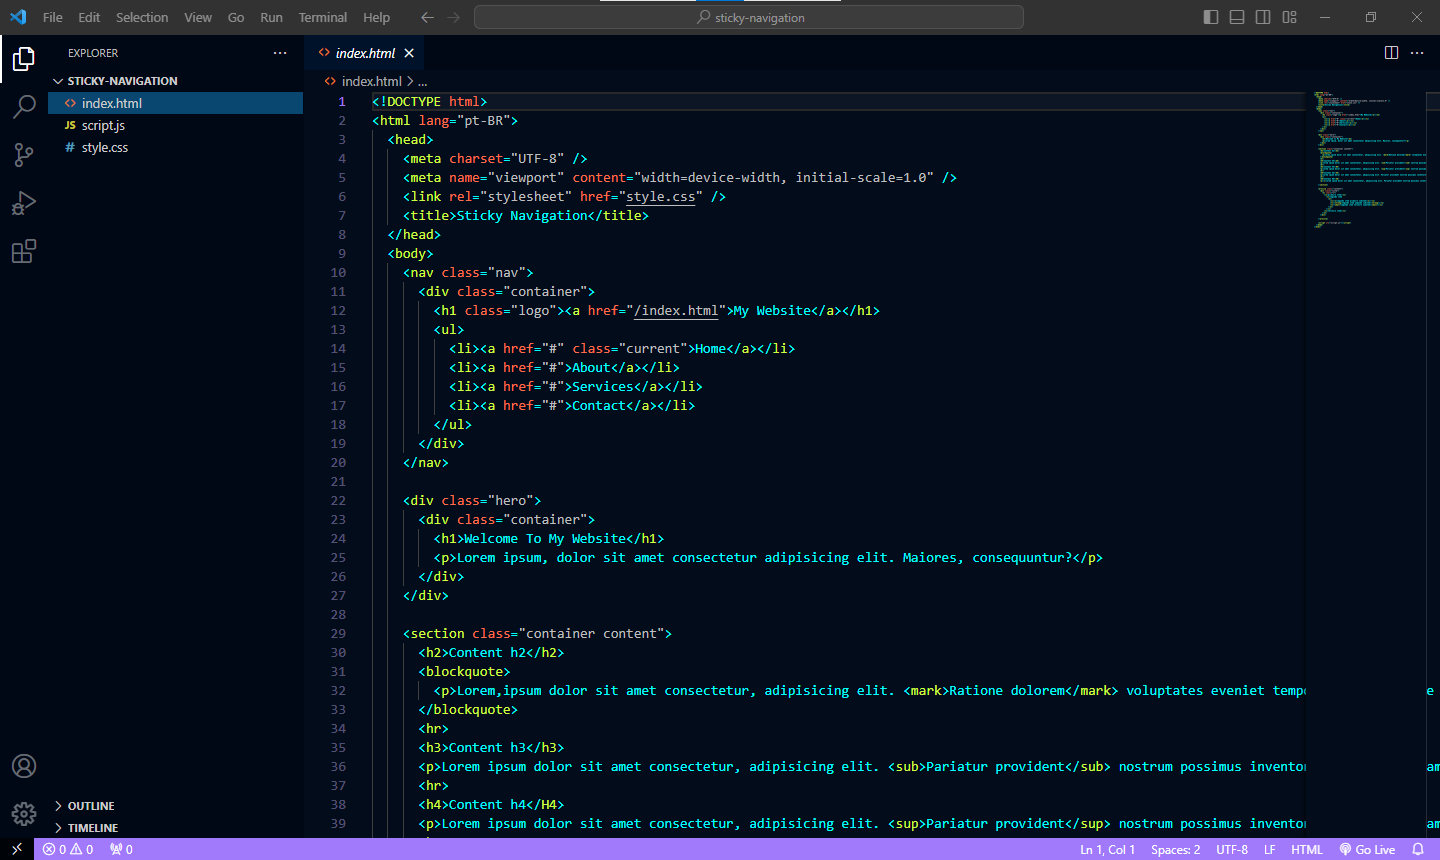 File Edit Selection View Go Run Terminal Help sticky-navigation
EXPLORER
STICKY-NAVIGATION
index.html
JS script.js
# style.css
index.html
index.html > ...
1 <!DOCTYPE html>
2 <html lang="pt-BR">
3 <head>
4 <meta charset="UTF-8" />
5 <meta name="viewport" content="width=device-width, initial-scale=1.0" />
6 <link rel="stylesheet" href="style.css" />
7 <title>Sticky Navigation</title>
8 </head>
9 <body>
10 <nav class="nav">
11 <div class="container">
12 <h1 class="logo"><a href="/index.html">My Website</a></h1>
13 <ul>
14 <li><a href="#" class="current">Home</a></li>
15 <li><a href="#">About</a></li>
16 <li><a href="#">Services</a></li>
17 <li><a href="#">Contact</a></li>
18 </ul>
19 </div>
20 </nav>
21
22 <div class="hero">
23 <div class="container">
24 <h1>Welcome To My Website</h1>
25 <p>Lorem ipsum, dolor sit amet consectetur adipisicing elit. Maiores, consequuntur?</p>
26 </div>
27 </div>
28
29 <section class="container content">
30 <h2>Content h2</h2>
31 <blockquote>
32 <p>Lorem,ipsum dolor sit amet consectetur, adipisicing elit. <mark>Ratione dolorem</mark> voluptates eveniet tempo
33 </blockquote>
34 <hr>
35 <h3>Content h3</h3>
36 <p>Lorem ipsum dolor sit amet consectetur, adipisicing elit. <sub>Pariatur provident</sub> nostrum possimus invento
37 <hr>
38 <h4>Content h4</H4>
39 <p>Lorem ipsum dolor sit amet consectetur, adipisicing elit. <sup>Pariatur provident</sup> nostrum possimus invento
OUTLINE
TIMELINE
0 0 0 Ln 1, Col 1 Spaces: 2 UTF-8 LF HTML Go Live